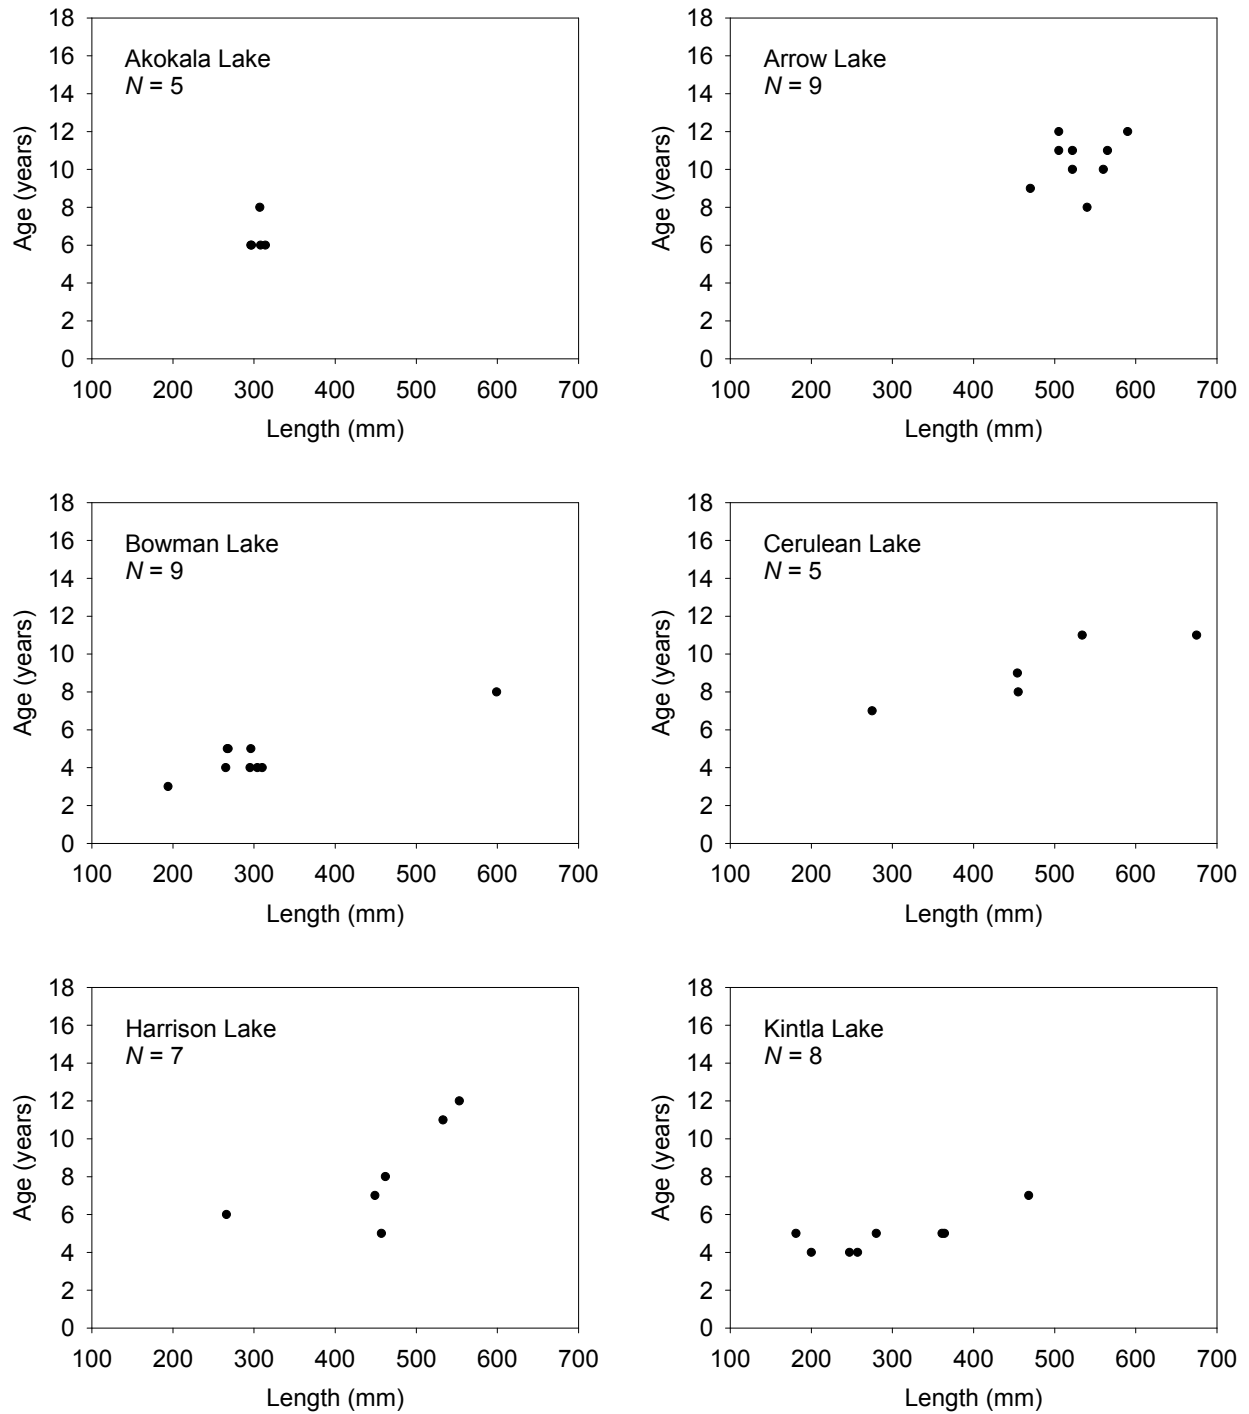 18
16
14
12
10
8
6
4
2
0
Age (years)
Akokala Lake
N = 5
100 200 300 400 500 600 700
Length (mm)
18
16
14
12
10
8
6
4
2
0
Age (years)
Arrow Lake
N = 9
100 200 300 400 500 600 700
Length (mm)
18
16
14
12
10
8
6
4
2
0
Age (years)
Bowman Lake
N = 9
100 200 300 400 500 600 700
Length (mm)
18
16
14
12
10
8
6
4
2
0
Age (years)
Cerulean Lake
N = 5
100 200 300 400 500 600 700
Length (mm)
18
16
14
12
10
8
6
4
2
0
Age (years)
Harrison Lake
N = 7
100 200 300 400 500 600 700
Length (mm)
18
16
14
12
10
8
6
4
2
0
Age (years)
Kintla Lake
N = 8
100 200 300 400 500 600 700
Length (mm)